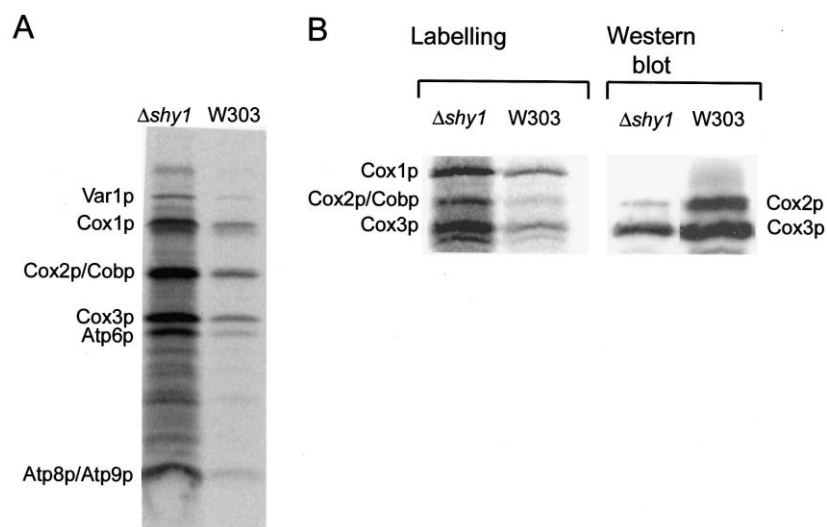 A
Δshy1 W303
Var1p
Cox1p
Cox2p/Cobp
Cox3p
Atp6p
Atp8p/Atp9p
B
Labelling
Western
blot
Δshy1 W303
Δshy1 W303
Cox1p
Cox2p/Cobp
Cox3p
Cox2p
Cox3p